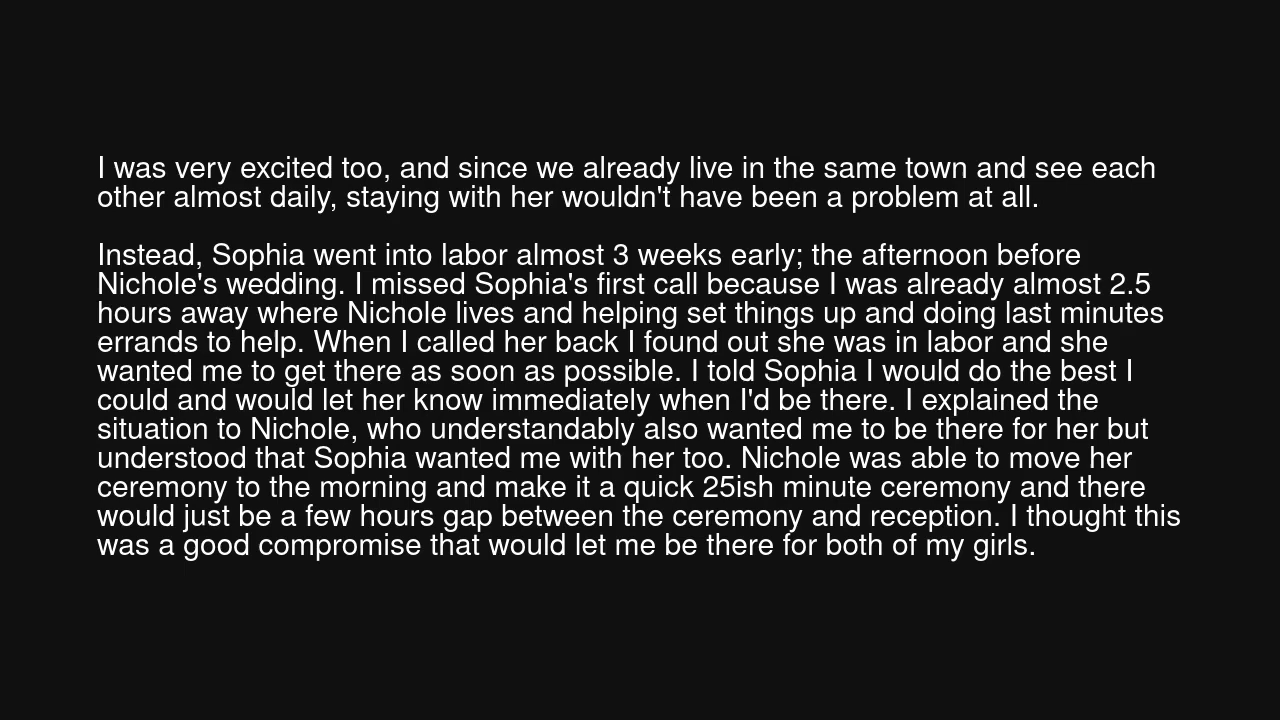 I was very excited too, and since we already live in the same town and see each
other almost daily, staying with her wouldn't have been a problem at all.
Instead, Sophia went into labor almost 3 weeks early; the afternoon before
Nichole's wedding. I missed Sophia's first call because I was already almost 2.5
hours away where Nichole lives and helping set things up and doing last minutes
errands to help. When I called her back I found out she was in labor and she
wanted me to get there as soon as possible. I told Sophia I would do the best I
could and would let her know immediately when I'd be there. I explained the
situation to Nichole, who understandably also wanted me to be there for her but
understood that Sophia wanted me with her too. Nichole was able to move her
ceremony to the morning and make it a quick 25ish minute ceremony and there
would just be a few hours gap between the ceremony and reception. I thought this
was a good compromise that would let me be there for both of my girls.